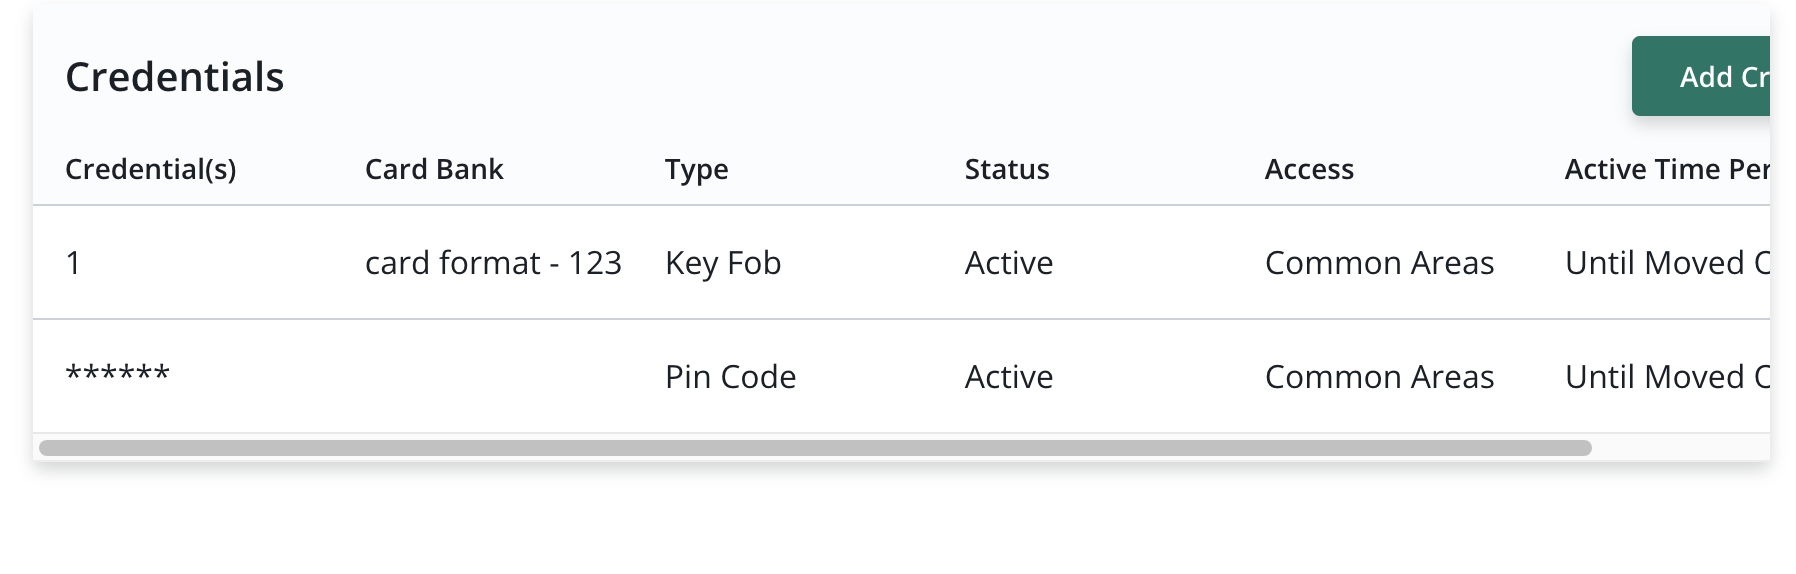 Credentials
Add Cr
Credential(s) Card Bank Type Status Access Active Time Per
1 card format - 123 Key Fob Active Common Areas Until Moved O
****** Pin Code Active Common Areas Until Moved O